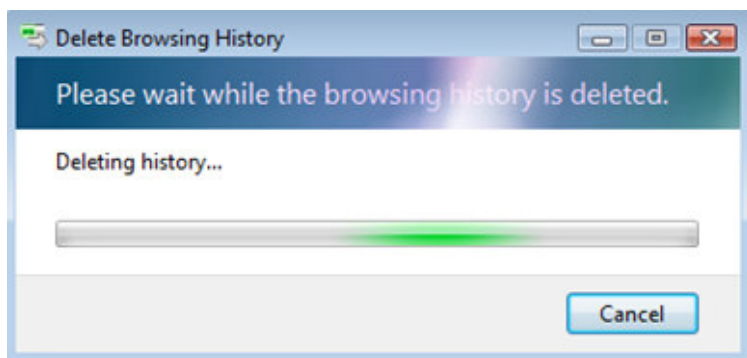 Delete Browsing History
Please wait while the browsing history is deleted.
Deleting history...
Cancel